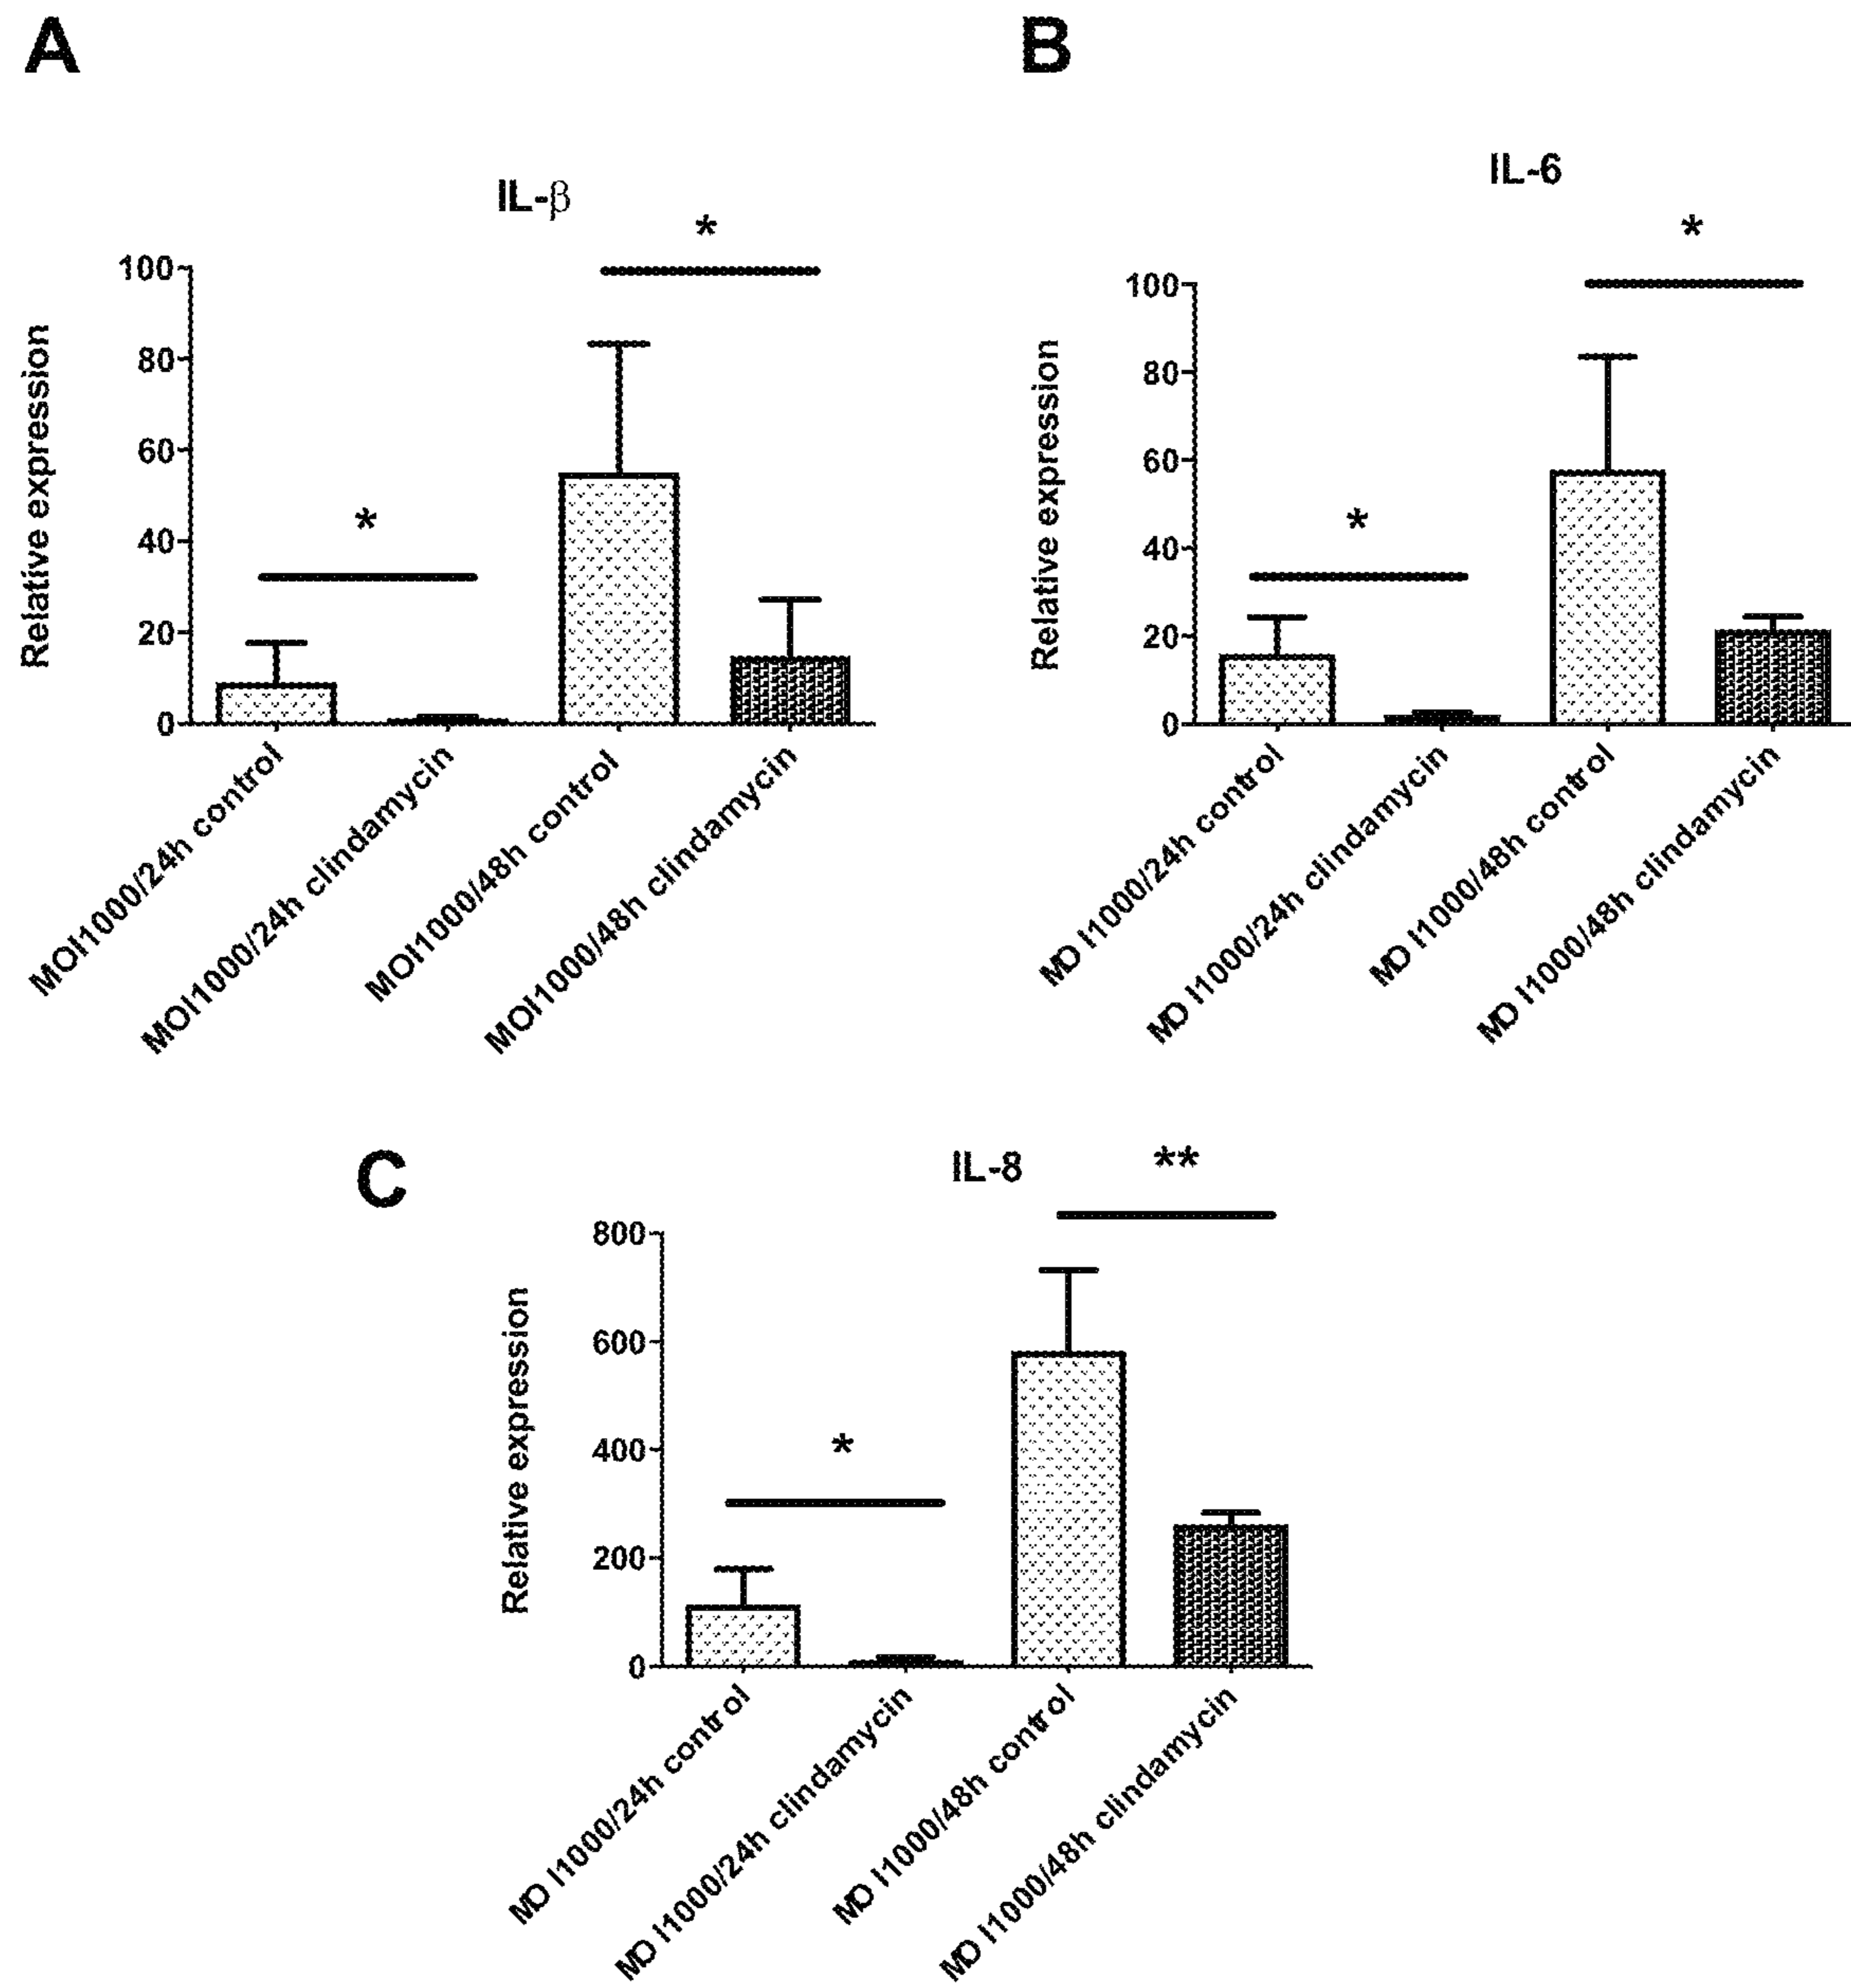 A
IL-β
*
*
Relative expression
100
80
60
40
20
0
MOI1000/24h control
MOI1000/24h clindamycin
MOI1000/48h control
MOI1000/48h clindamycin
B
IL-6
*
*
Relative expression
100
80
60
40
20
0
MO I1000/24h control
MO I1000/24h clindamycin
MO I1000/48h control
MO I1000/48h clindamycin
C
IL-8
**
*
Relative expression
800
600
400
200
0
MO I1000/24h control
MO I1000/24h clindamycin
MO I1000/48h control
MO I1000/48h clindamycin